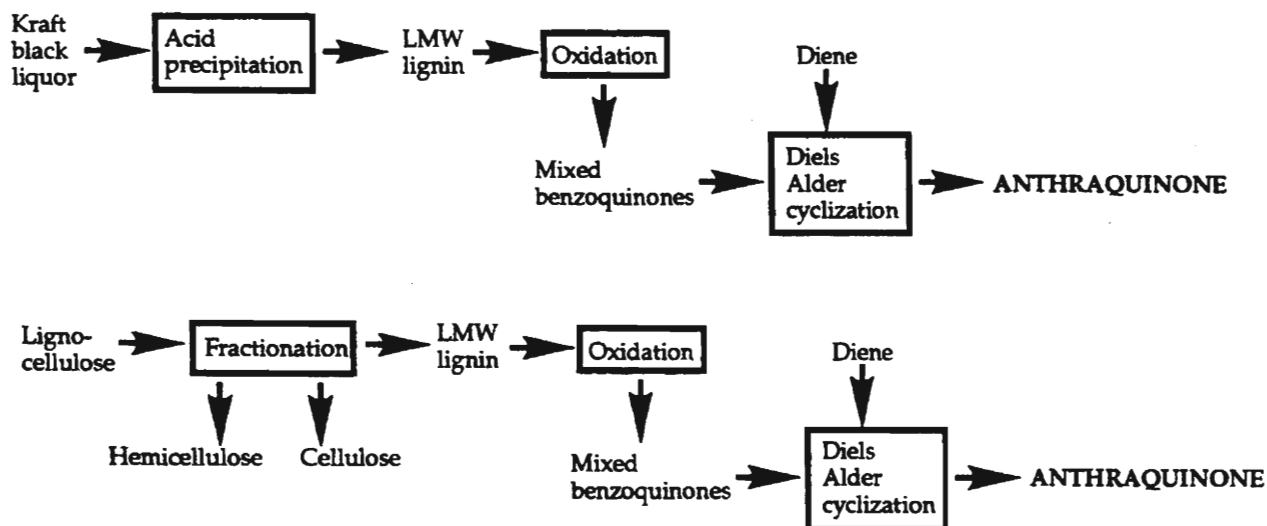 Kraft
black
liquor
Acid
precipitation
LMW
lignin
Oxidation
Mixed
benzoquinones
Diene
Diels
Alder
cyclization
ANTHRAQUINONE
Ligno-
cellulose
Fractionation
Hemicellulose
Cellulose
LMW
lignin
Oxidation
Mixed
benzoquinones
Diene
Diels
Alder
cyclization
ANTHRAQUINONE